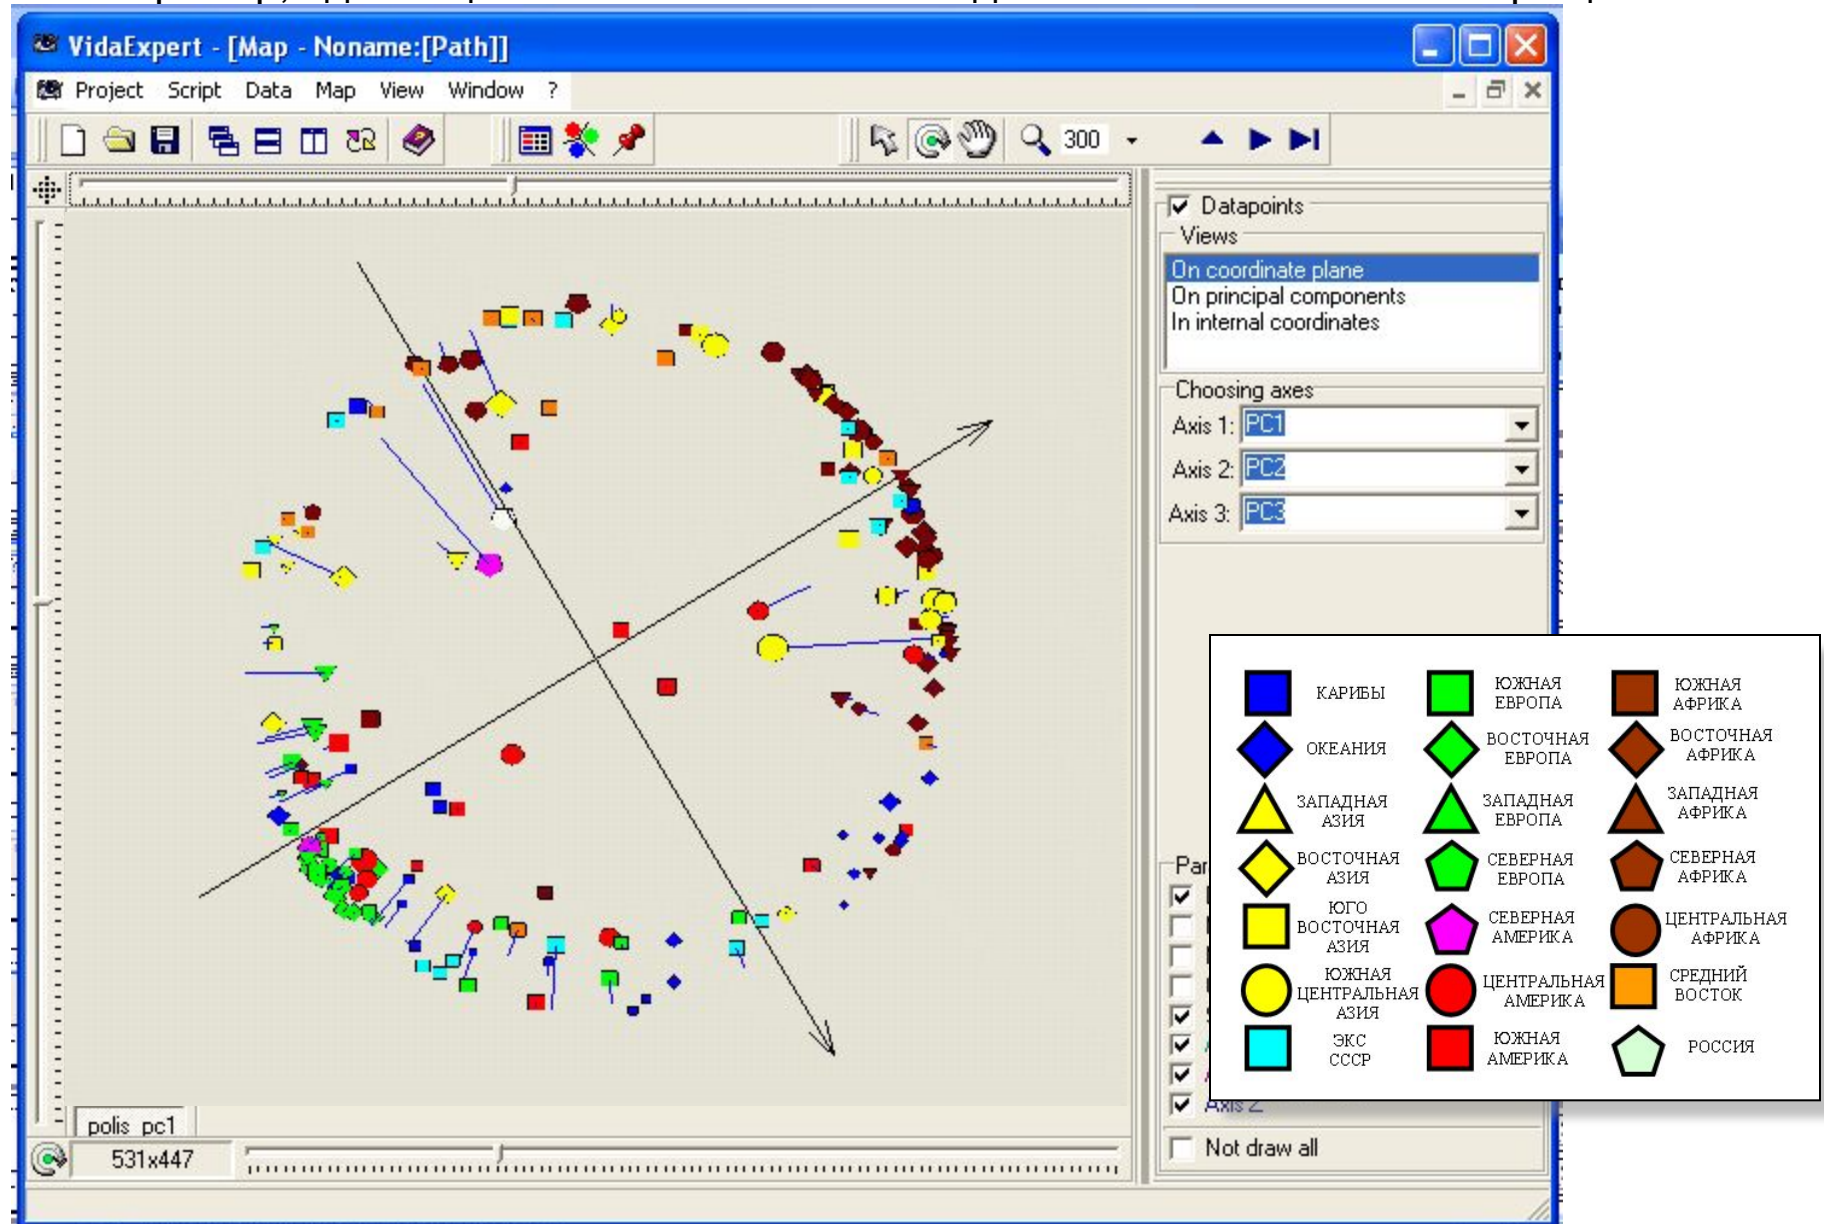 VidaExpert - [Map - Noname:[Path]]
Project Script Data Map View Window ?
300
Datapoints
Views
On coordinate plane
On principal components
In internal coordinates
Choosing axes
Axis 1: PC1
Axis 2: PC2
Axis 3: PC3
КАРИБЫ
ЮЖНАЯ
ЕВРОПА
ЮЖНАЯ
АФРИКА
ОКЕАНИЯ
ВОСТОЧНАЯ
ЕВРОПА
ВОСТОЧНАЯ
АФРИКА
ЗАПАДНАЯ
АЗИЯ
ЗАПАДНАЯ
ЕВРОПА
ЗАПАДНАЯ
АФРИКА
ВОСТОЧНАЯ
АЗИЯ
СЕВЕРНАЯ
ЕВРОПА
СЕВЕРНАЯ
АФРИКА
ЮГО
ВОСТОЧНАЯ
АЗИЯ
СЕВЕРНАЯ
АМЕРИКА
ЦЕНТРАЛЬНАЯ
АФРИКА
ЮЖНАЯ
ЦЕНТРАЛЬНАЯ
АЗИЯ
ЦЕНТРАЛЬНАЯ
АМЕРИКА
СРЕДНИЙ
ВОСТОК
ЭКС
СССР
ЮЖНАЯ
АМЕРИКА
РОССИЯ
Axis Z
Not draw all
polis_pc1
531x447